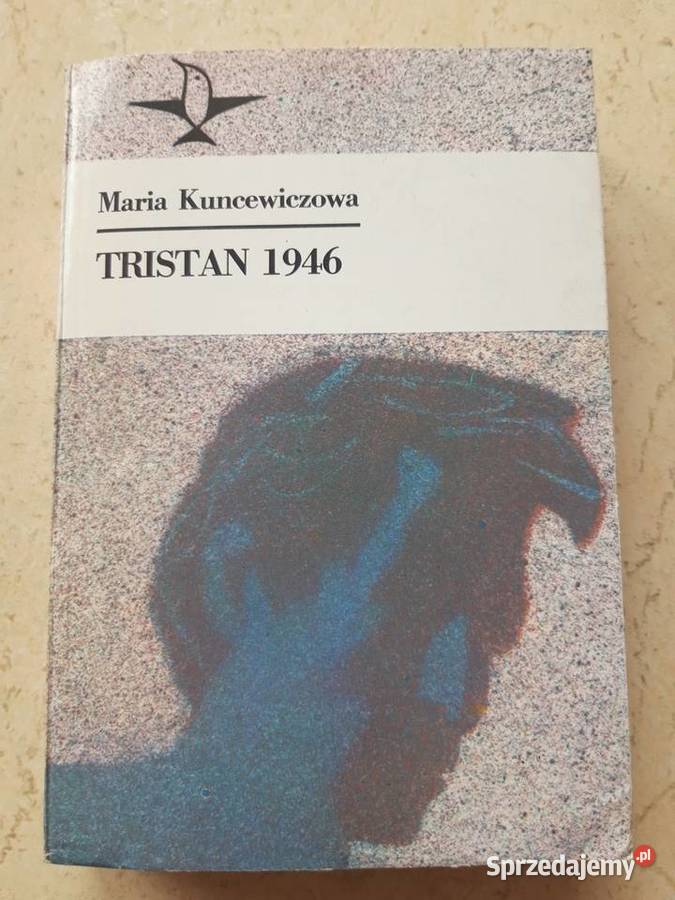 Maria Kuncewiczowa
TRISTAN 1946
Sprzedajemy.pl